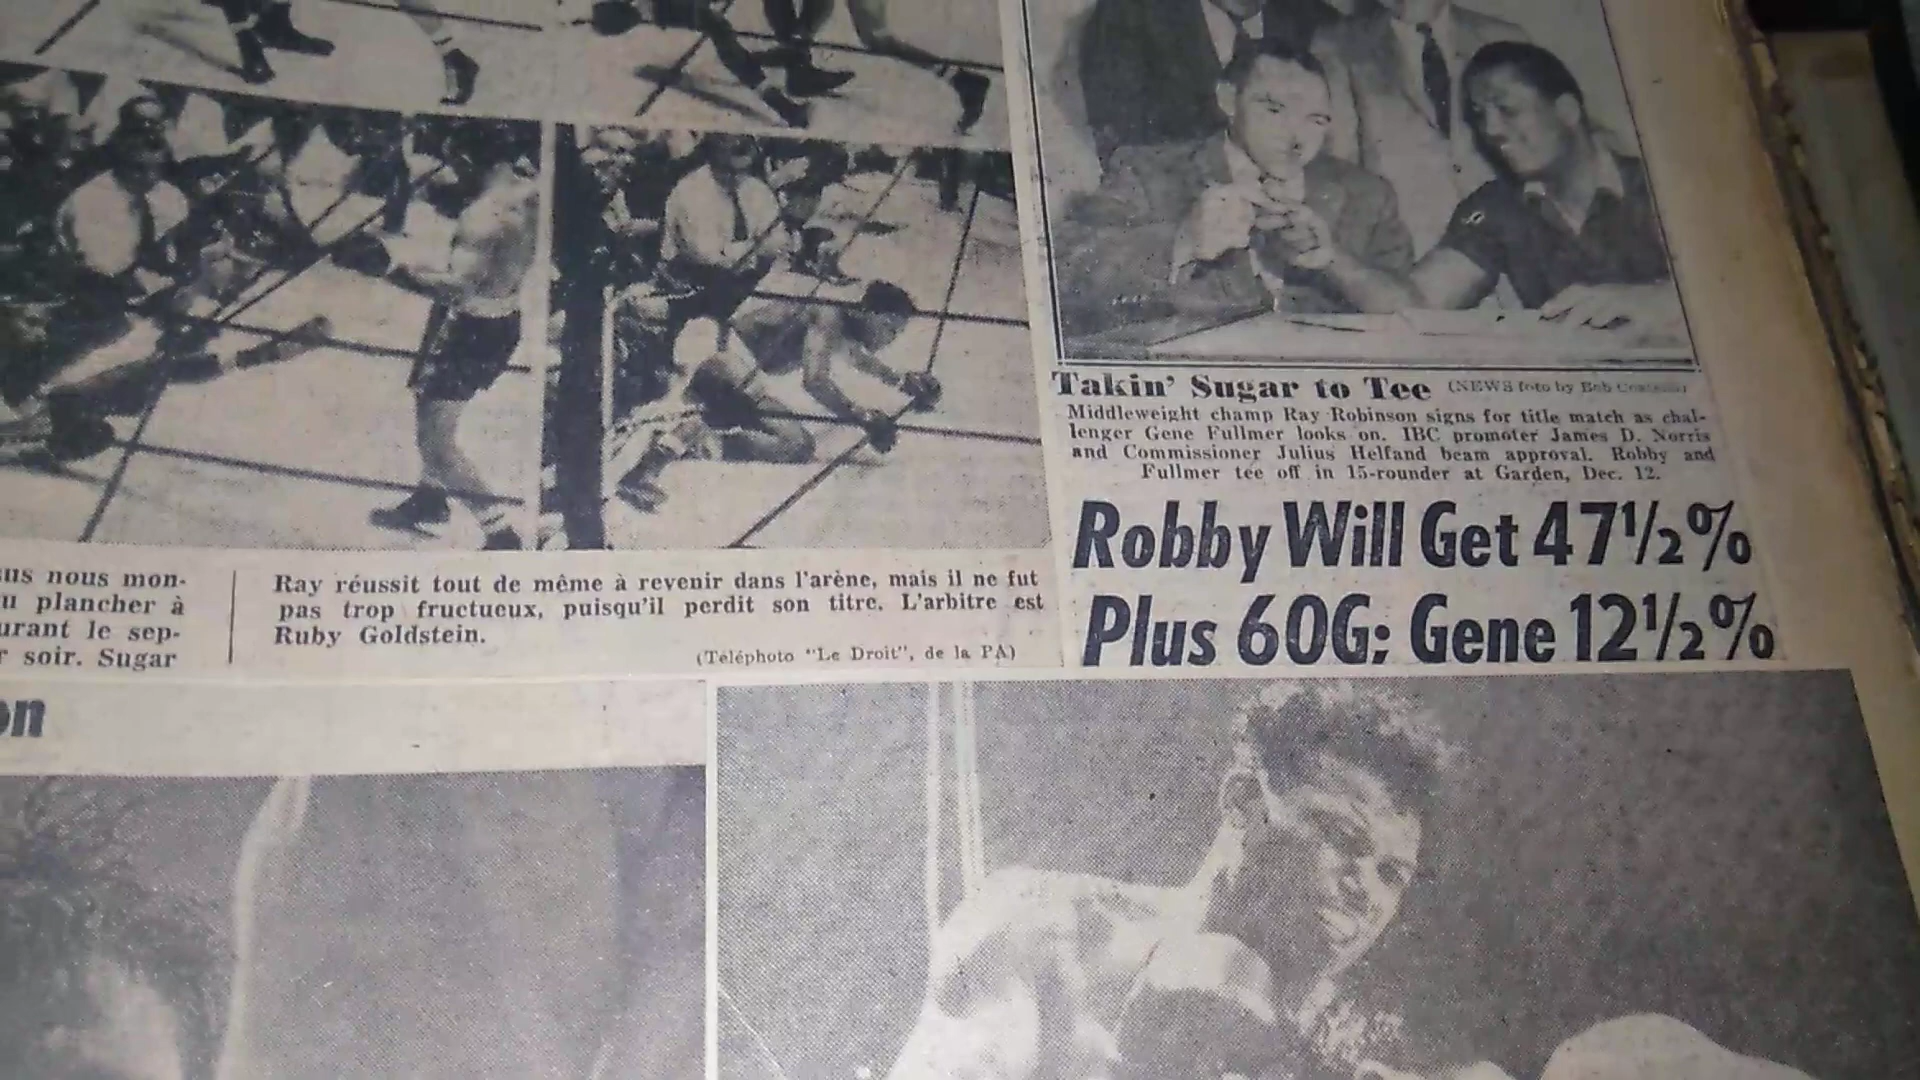 Takin' Sugar to Tee (NEWS foto by Bob
Middleweight champ Ray Robinson signs for title match as chal-
lenger Gene Fullmer looks on. IBC promoter James D. Norris
and Commissioner Julius Helfand beam approval. Robby and
Fullmer tee off in 15-rounder at Garden, Dec. 12.
Robby Will Get 47½%
Plus 60G; Gene 12½%
us nous mon-
u plancher à
urant le sep-
r soir. Sugar
Ray réussit tout de même à revenir dans l'arène, mais il ne fut
pas trop fructueux, puisqu'il perdit son titre. L'arbitre est
Ruby Goldstein.
(Téléphoto "Le Droit", de la PA)
on